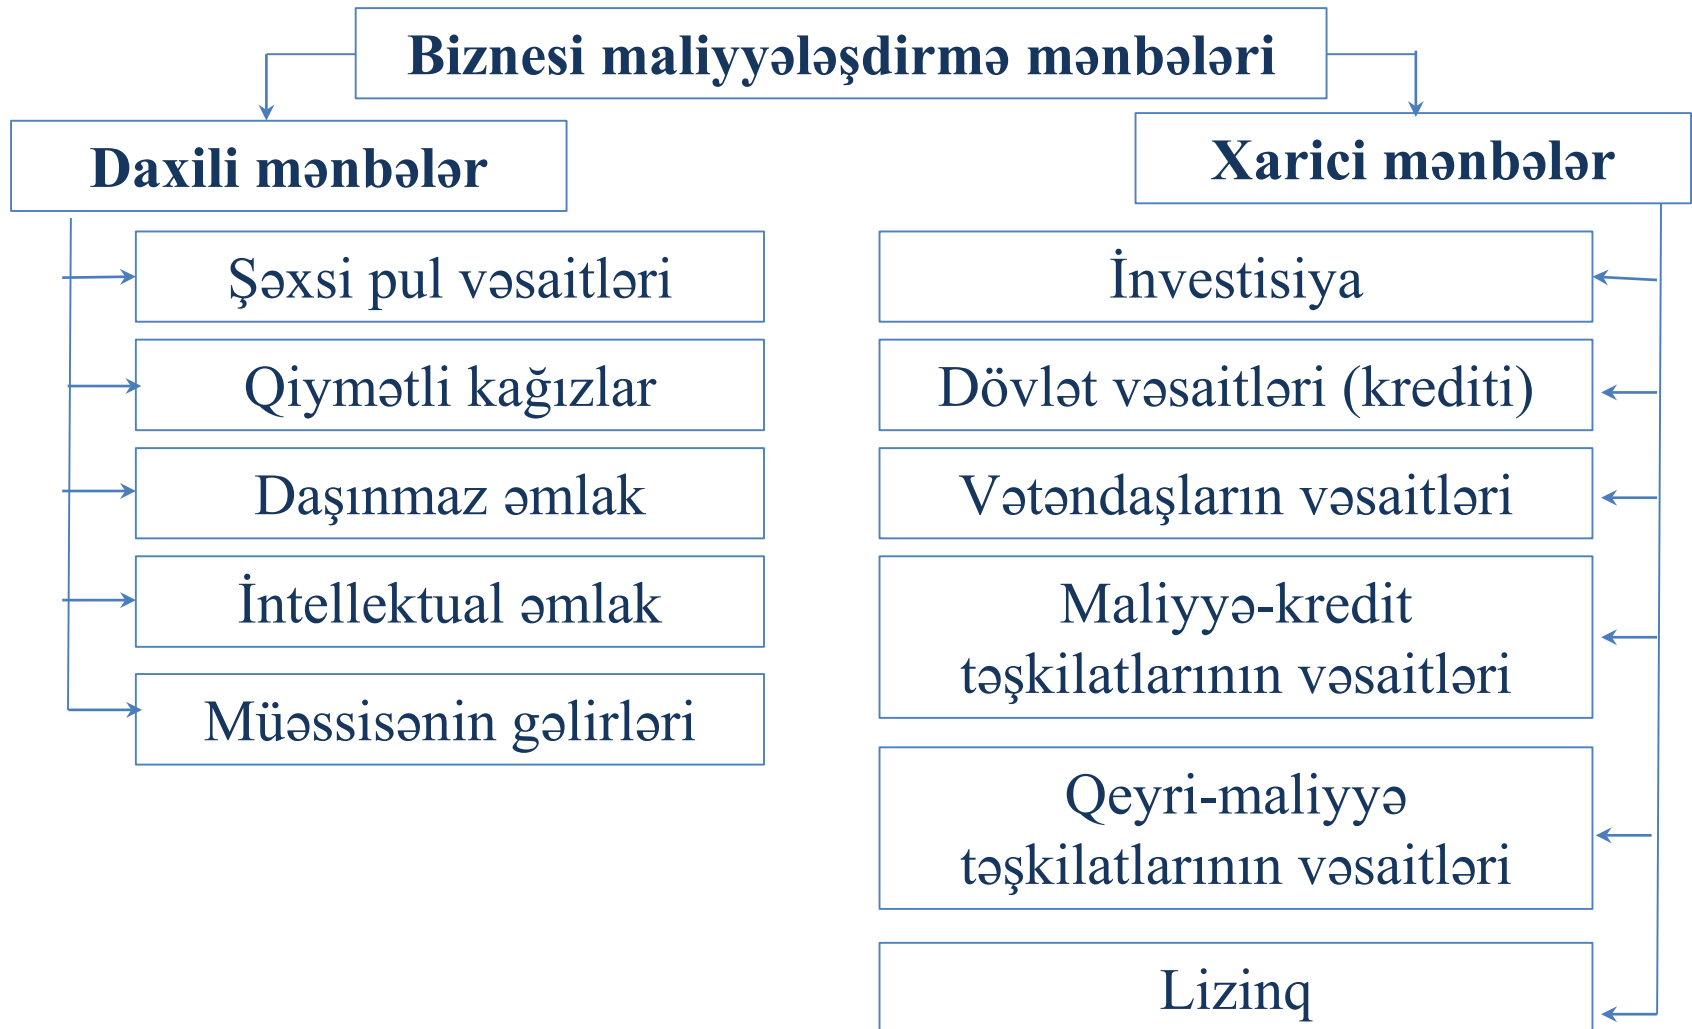 Biznesi maliyyələşdirmə mənbələri
Daxili mənbələr
Şəxsi pul vəsaitləri
Qiymətli kağızlar
Daşınmaz əmlak
İntellektual əmlak
Müəssisənin gəlirləri
Xarici mənbələr
İnvestisiya
Dövlət vəsaitləri (krediti)
Vətəndaşların vəsaitləri
Maliyyə-kredit
təşkilatlarının vəsaitləri
Qeyri-maliyyə
təşkilatlarının vəsaitləri
Lizinq